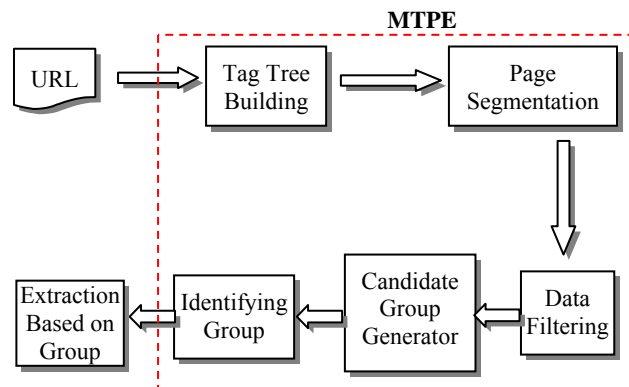 MTPE
URL
Tag Tree
Building
Page
Segmentation
Extraction
Based on
Group
Identifying
Group
Candidate
Group
Generator
Data
Filtering